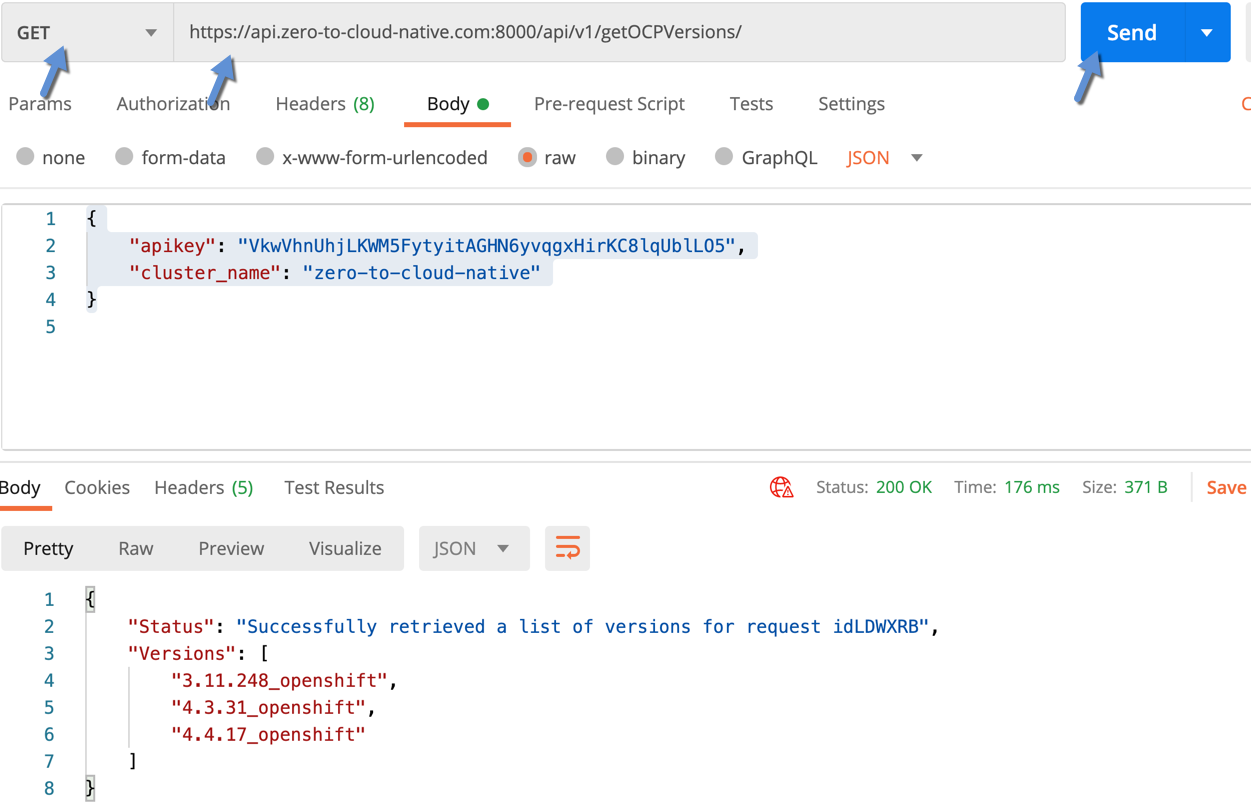 GET https://api.zero-to-cloud-native.com:8000/api/v1/getOCPVersions/ Send
Params Authorization Headers (8) Body Pre-request Script Tests Settings
none form-data x-www-form-urlencoded raw binary GraphQL JSON
1 {
2 "apikey": "VkwVhnUhjLKWM5FytyitAGHN6yvqgxHirKC8lqUblLO5",
3 "cluster_name": "zero-to-cloud-native"
4 }
5
Body Cookies Headers (5) Test Results Status: 200 OK Time: 176 ms Size: 371 B Save
Pretty Raw Preview Visualize JSON
1 {
2 "Status": "Successfully retrieved a list of versions for request idLDWXRB",
3 "Versions": [
4 "3.11.248_openshift",
5 "4.3.31_openshift",
6 "4.4.17_openshift"
7 ]
8 }